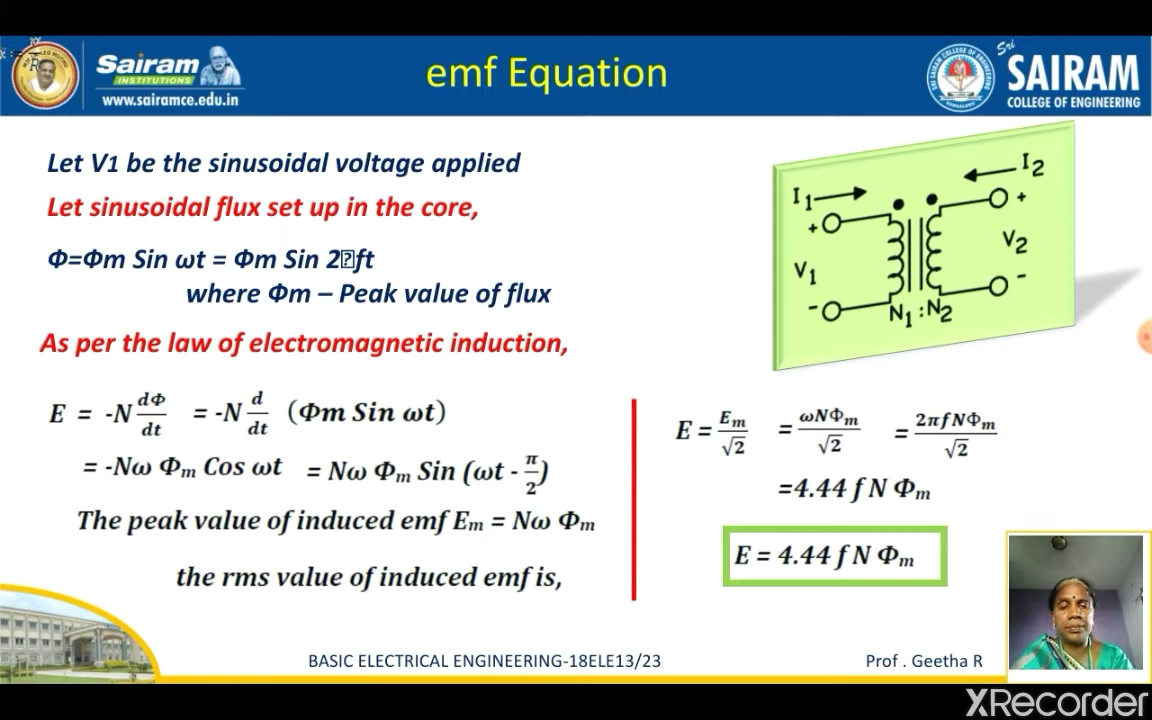 Sairam
INSTITUTIONS
www.sairamce.edu.in
emf Equation
Sri
SAIRAM
COLLEGE OF ENGINEERING
Let V1 be the sinusoidal voltage applied
Let sinusoidal flux set up in the core,
Φ=Φm Sin ωt = Φm Sin 2⍰ft
where Φm – Peak value of flux
As per the law of electromagnetic induction,
E = -N dΦ/dt = -N d/dt (Φm Sin ωt)
= -Nω Φm Cos ωt = Nω Φm Sin (ωt - π/2)
The peak value of induced emf Em = Nω Φm
the rms value of induced emf is,
I1
I2
+
+
V1
V2
-
-
N1 : N2
E = Em/√2 = ωNΦm/√2 = 2πfNΦm/√2
=4.44 f N Φm
E = 4.44 f N Φm
BASIC ELECTRICAL ENGINEERING-18ELE13/23
Prof . Geetha R
XRecorder